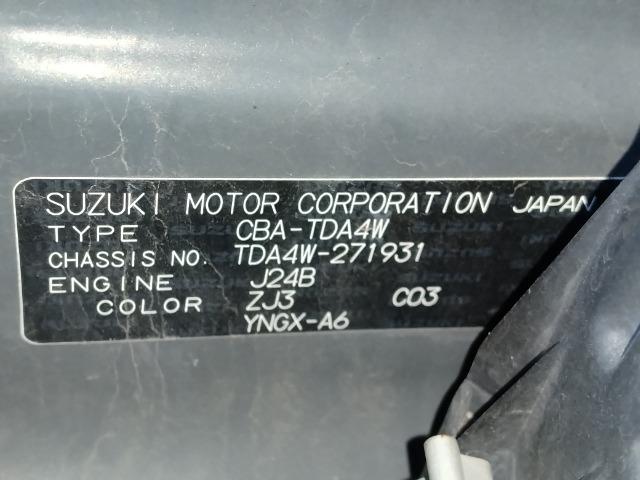 SUZUKI MOTOR CORPORATION JAPAN
TYPE CBA-TDA4W
CHASSIS NO. TDA4W-271931
ENGINE J24B
COLOR ZJ3 C03
YNGX-A6